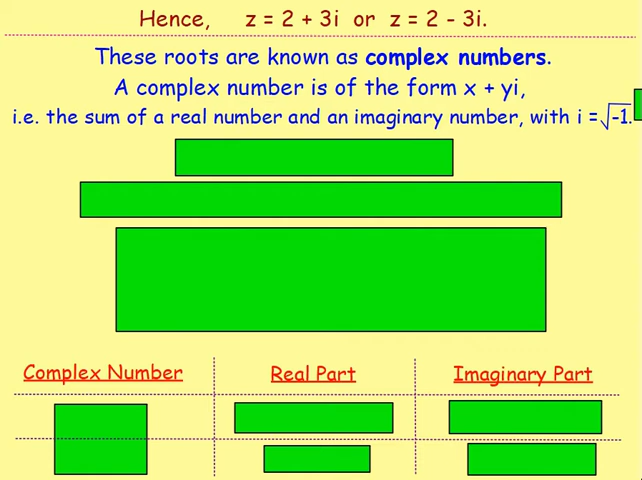 Hence, z = 2 + 3i or z = 2 - 3i.
These roots are known as complex numbers.
A complex number is of the form x + yi,
i.e. the sum of a real number and an imaginary number, with i = √-1.
Complex Number Real Part Imaginary Part